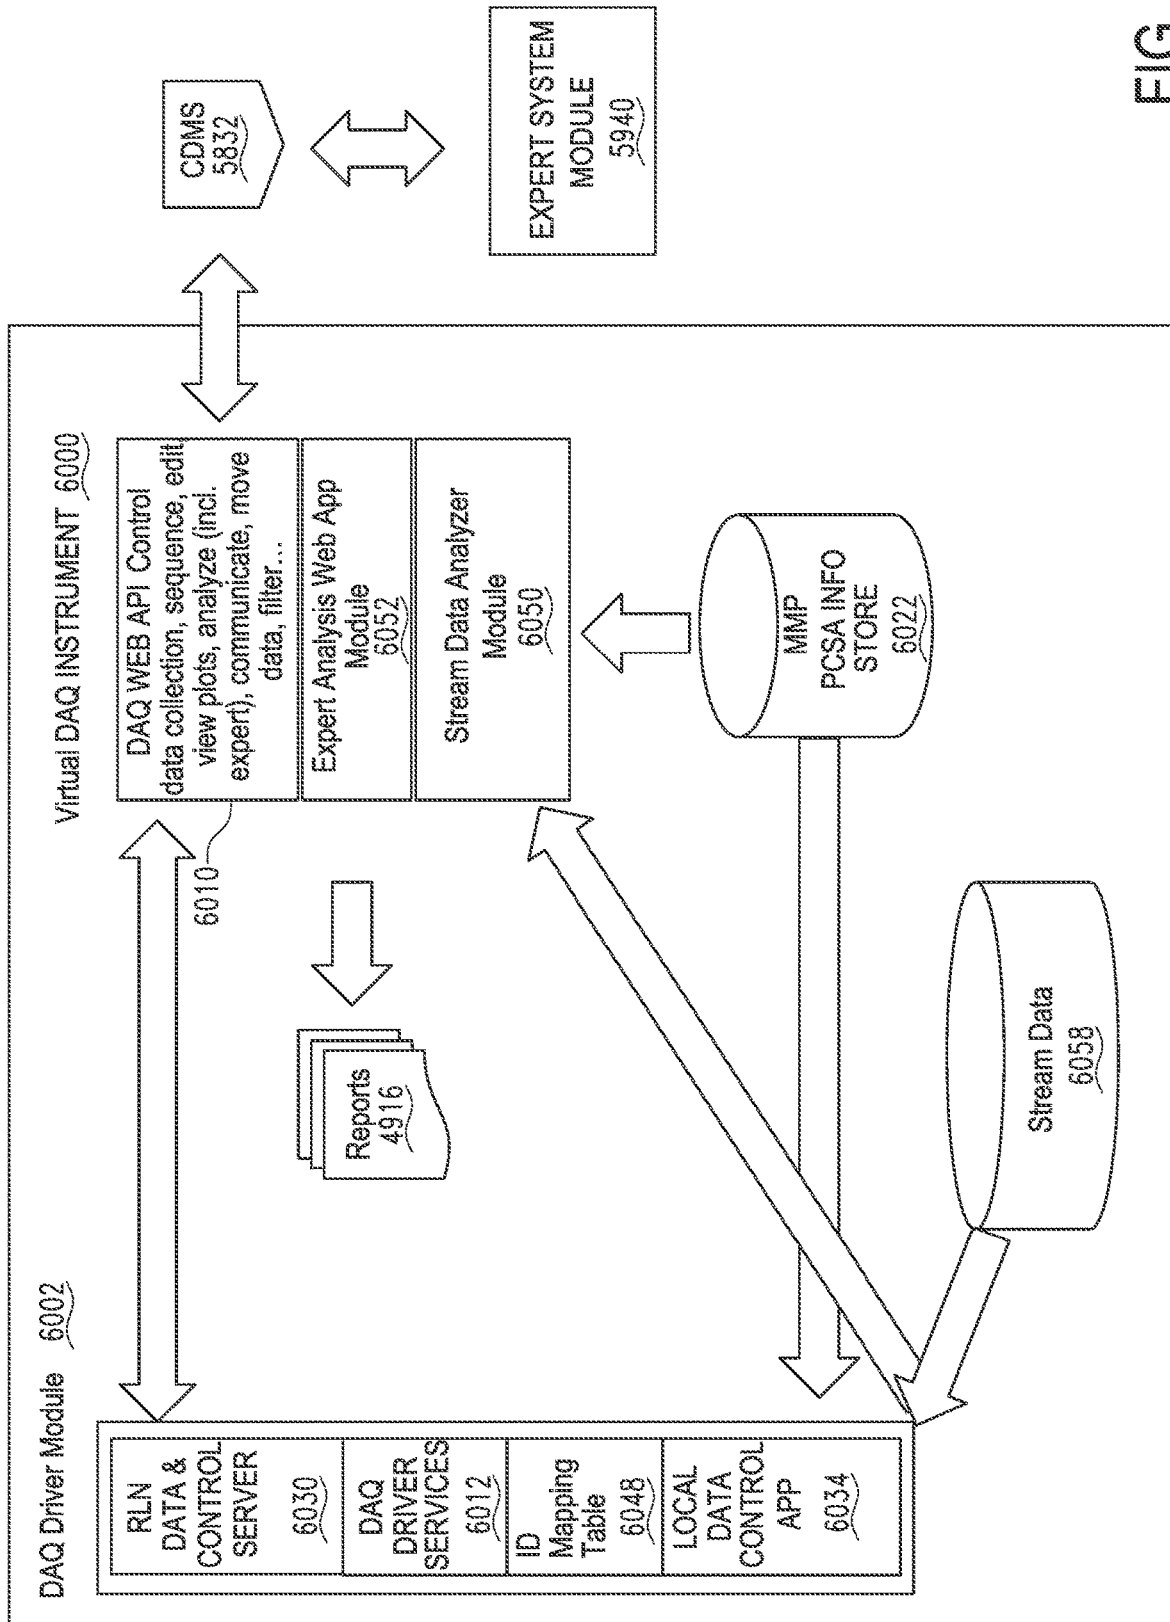 DAQ Driver Module 6002
RLN
DATA &
CONTROL
SERVER
6030
DAQ
DRIVER
SERVICES
6012
ID
Mapping
Table
6048
LOCAL
DATA
CONTROL
APP
6034
Virtual DAQ INSTRUMENT 6000
DAQ WEB API Control
data collection, sequence, edit,
view plots, analyze (incl.
expert), communicate, move
data, filter...
6010
Expert Analysis Web App
Module
6052
Stream Data Analyzer
Module
6050
Reports
4916
MMP
PCSA INFO
STORE
6022
Stream Data
6058
CDMS
5832
EXPERT SYSTEM
MODULE
5940
FIG